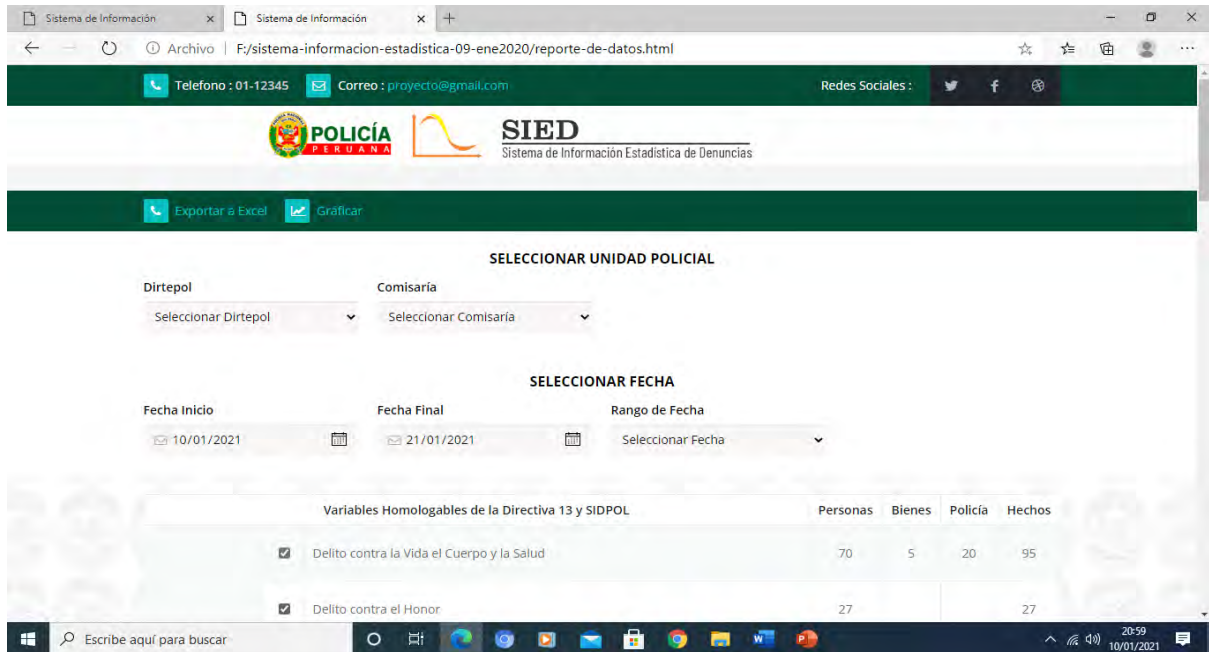 Sistema de Información
Sistema de Información
Archivo | F:/sistema-informacion-estadistica-09-ene2020/reporte-de-datos.html
Telefono : 01-12345 Correo : proyecto@gmail.com Redes Sociales :
POLICÍA
PERUANA
SIED
Sistema de Información Estadística de Denuncias
Exportar a Excel Gráficar
SELECCIONAR UNIDAD POLICIAL
Dirtepol Comisaría
Seleccionar Dirtepol Seleccionar Comisaría
SELECCIONAR FECHA
Fecha Inicio Fecha Final Rango de Fecha
10/01/2021 21/01/2021 Seleccionar Fecha
Variables Homologables de la Directiva 13 y SIDPOL Personas Bienes Policía Hechos
Delito contra la Vida el Cuerpo y la Salud 70 5 20 95
Delito contra el Honor 27 27
Escribe aquí para buscar
20:59
10/01/2021